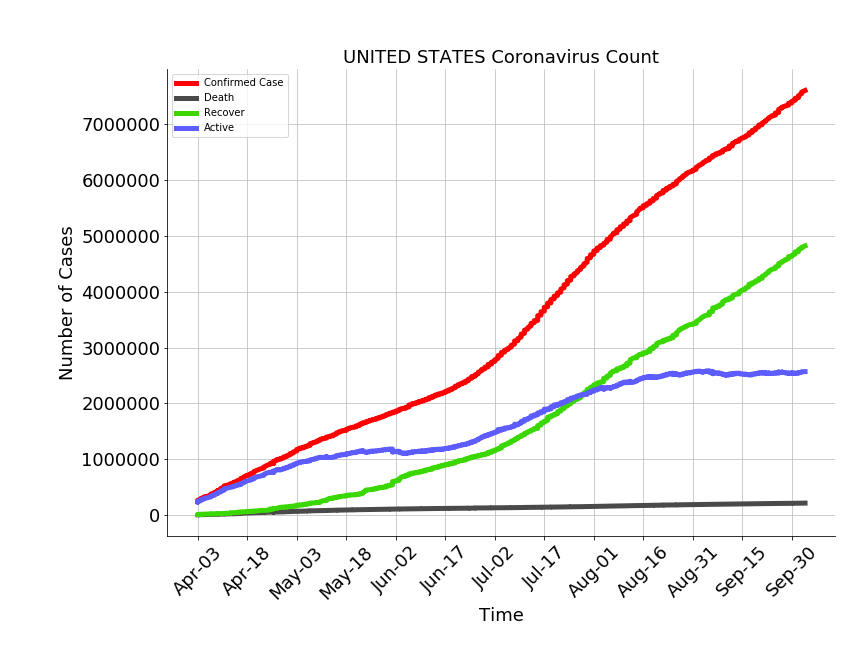 UNITED STATES Coronavirus Count
Confirmed Case
Death
Recover
Active
Number of Cases
7000000
6000000
5000000
4000000
3000000
2000000
1000000
0
Apr-03
Apr-18
May-03
May-18
Jun-02
Jun-17
Jul-02
Jul-17
Aug-01
Aug-16
Aug-31
Sep-15
Sep-30
Time